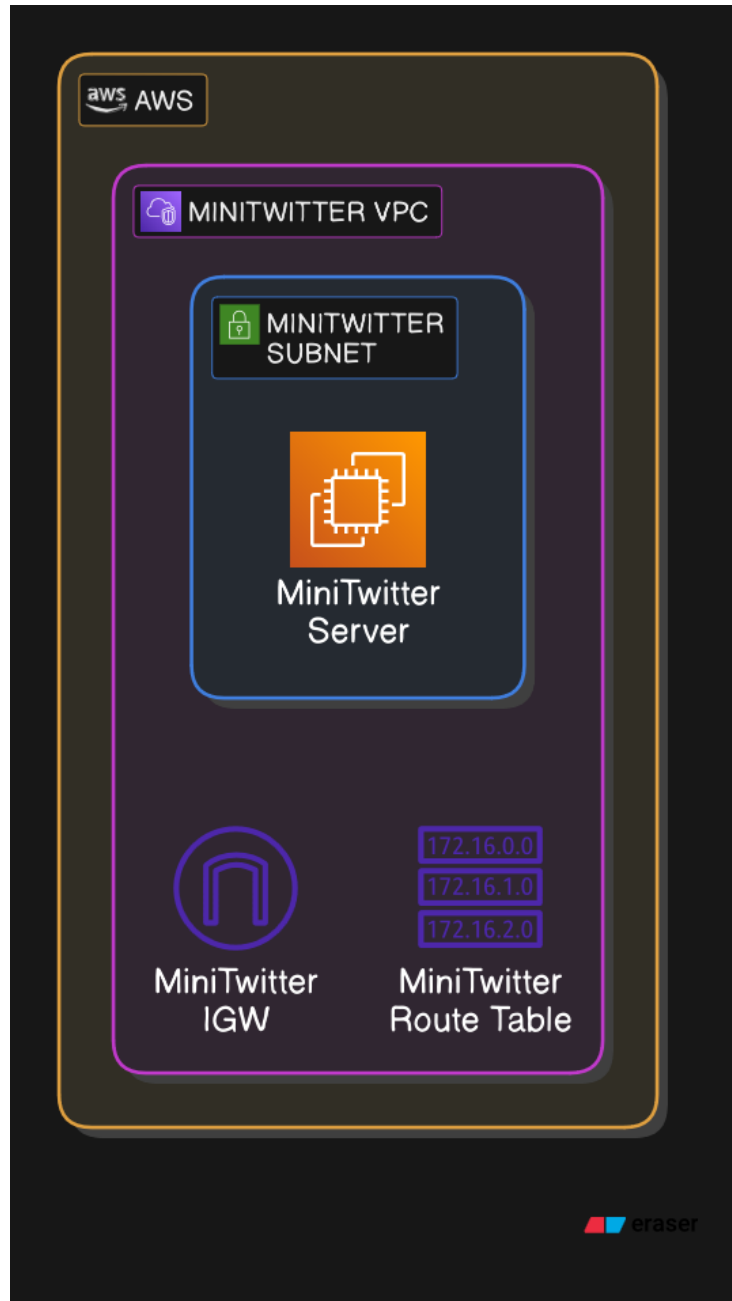 aws AWS
MINITWITTER VPC
MINITWITTER
SUBNET
MiniTwitter
Server
172.16.0.0
172.16.1.0
172.16.2.0
MiniTwitter
IGW
MiniTwitter
Route Table
eraser